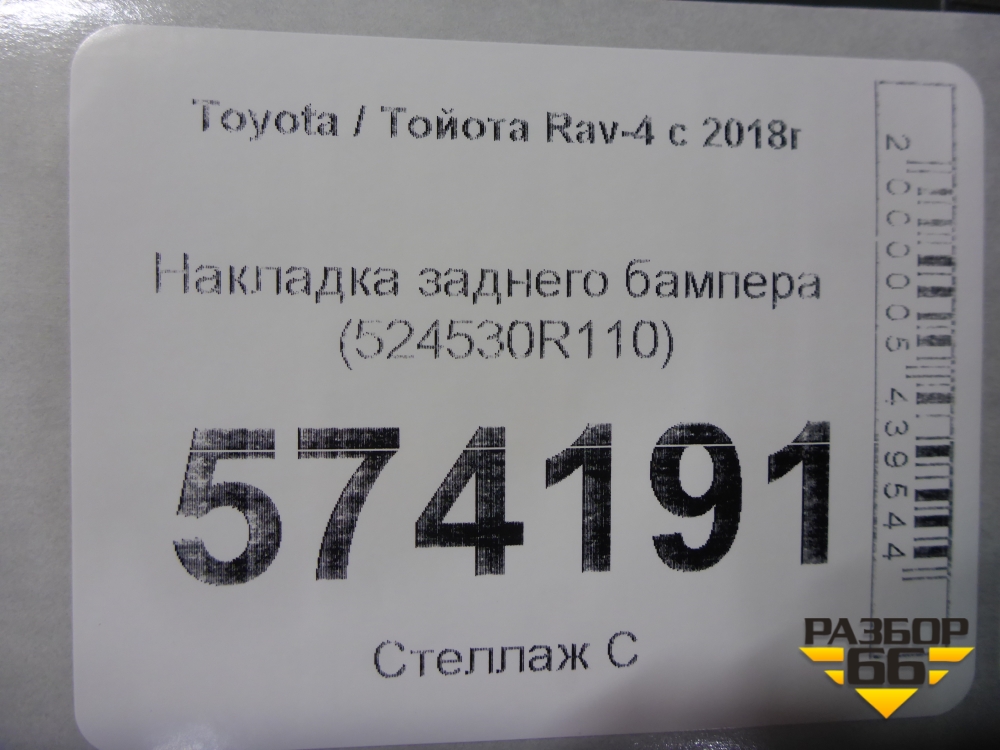 Toyota / Тойота Rav-4 с 2018г
Накладка заднего бампера
(524530R110)
574191
Стеллаж С
2000005439544
РАЗБОР
66